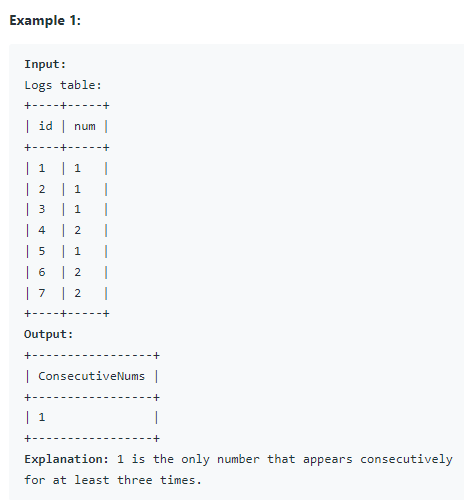 Example 1:
Input:
Logs table:
+----+-----+
| id | num |
+----+-----+
| 1  | 1   |
| 2  | 1   |
| 3  | 1   |
| 4  | 2   |
| 5  | 1   |
| 6  | 2   |
| 7  | 2   |
+----+-----+
Output:
+-----------------+
| ConsecutiveNums |
+-----------------+
| 1               |
+-----------------+
Explanation: 1 is the only number that appears consecutively
for at least three times.